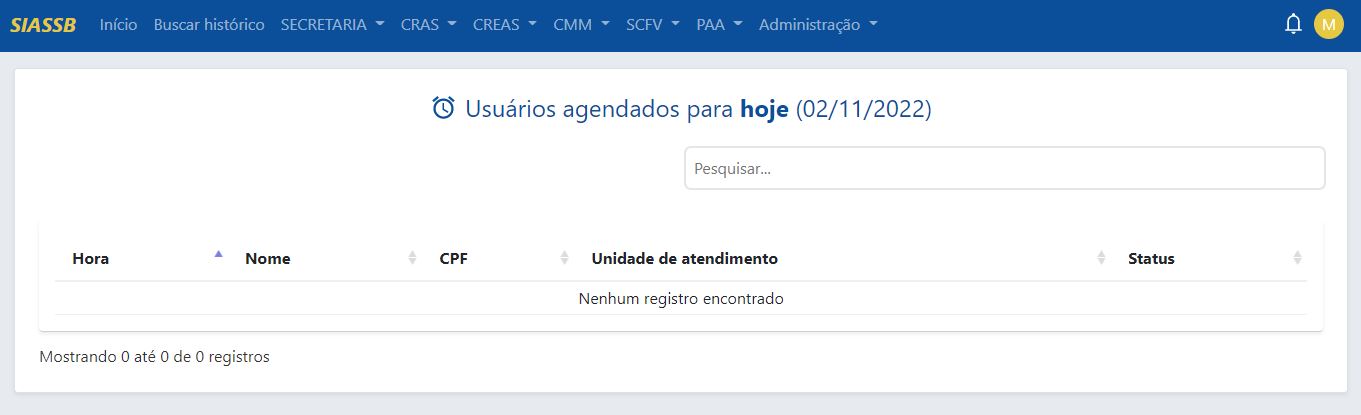 SIASSB Início Buscar histórico SECRETARIA CRAS CREAS CMM SCFV PAA Administração M
Usuários agendados para hoje (02/11/2022)
Pesquisar...
Hora Nome CPF Unidade de atendimento Status
Nenhum registro encontrado
Mostrando 0 até 0 de 0 registros